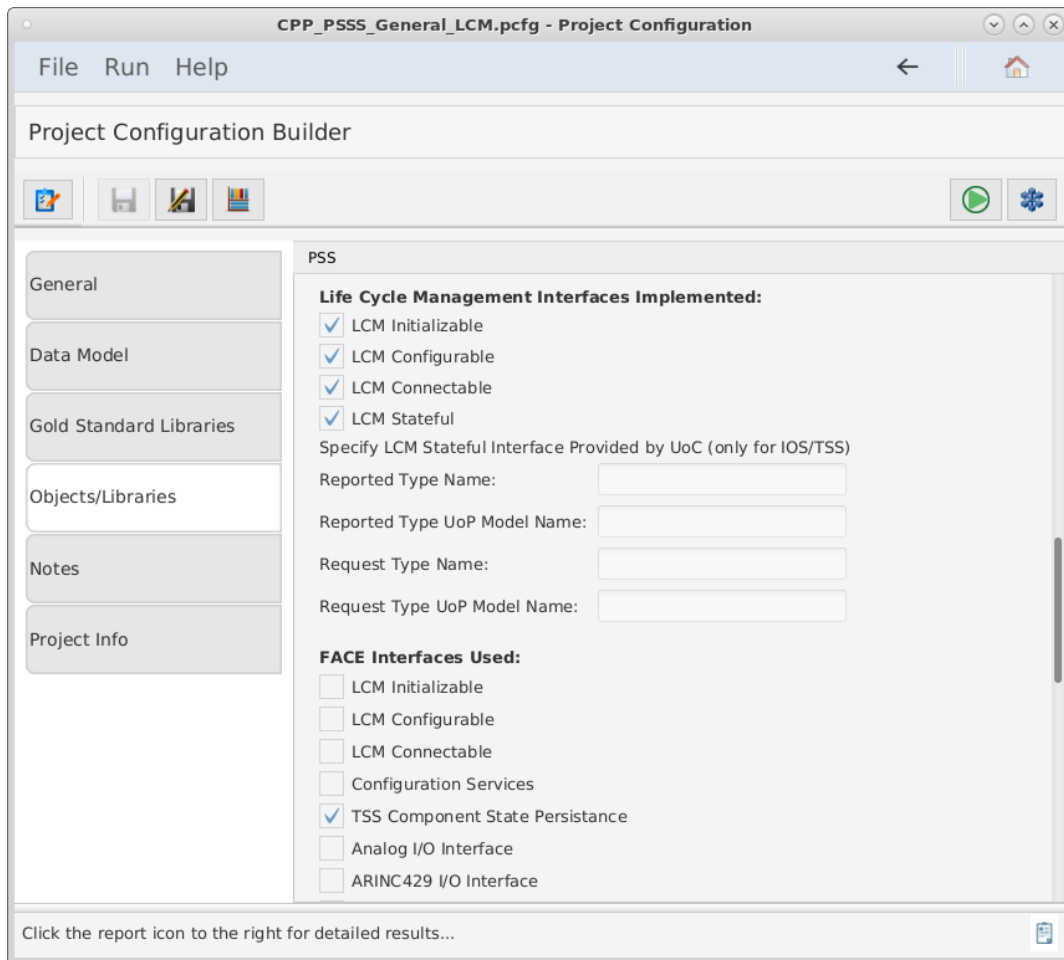 CPP_PSSS_General_LCM.pcfg - Project Configuration
File Run Help
Project Configuration Builder
General
Data Model
Gold Standard Libraries
Objects/Libraries
Notes
Project Info
PSS
Life Cycle Management Interfaces Implemented:
LCM Initializable
LCM Configurable
LCM Connectable
LCM Stateful
Specify LCM Stateful Interface Provided by UoC (only for IOS/TSS)
Reported Type Name:
Reported Type UoP Model Name:
Request Type Name:
Request Type UoP Model Name:
FACE Interfaces Used:
LCM Initializable
LCM Configurable
LCM Connectable
Configuration Services
TSS Component State Persistance
Analog I/O Interface
ARINC429 I/O Interface
Click the report icon to the right for detailed results...